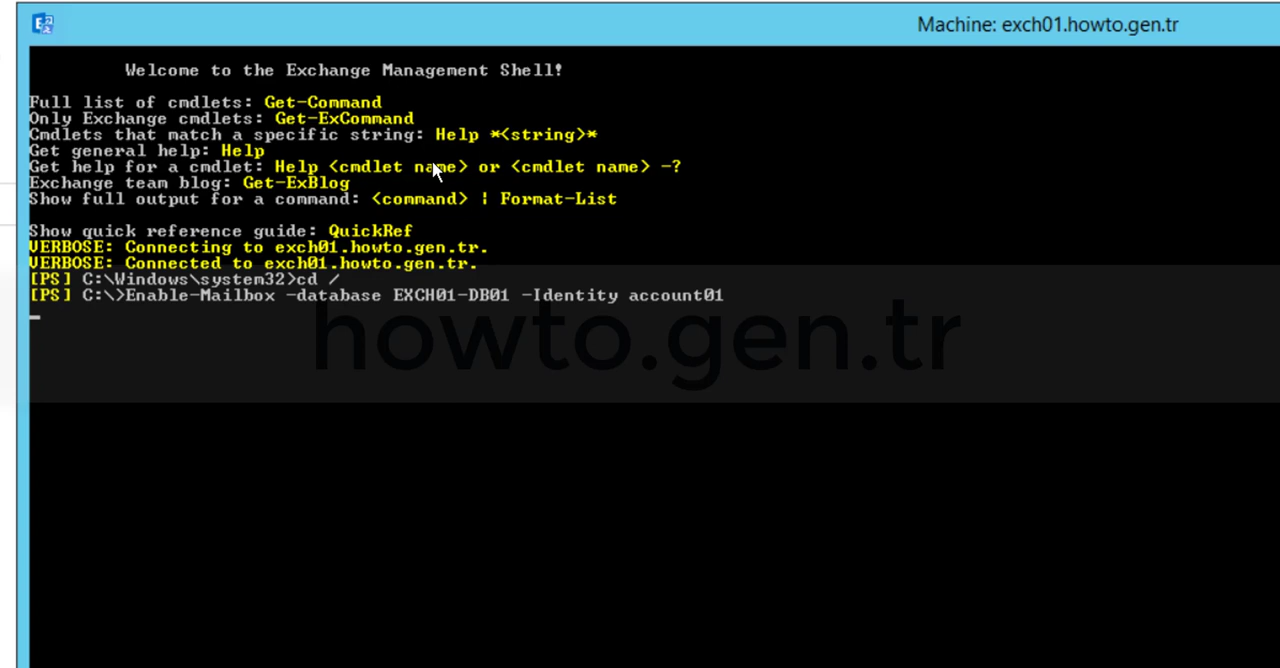 Machine: exch01.howto.gen.tr
Welcome to the Exchange Management Shell!
Full list of cmdlets: Get-Command
Only Exchange cmdlets: Get-ExCommand
Cmdlets that match a specific string: Help *<string>*
Get general help: Help
Get help for a cmdlet: Help <cmdlet name> or <cmdlet name> -?
Exchange team blog: Get-ExBlog
Show full output for a command: <command> | Format-List
Show quick reference guide: QuickRef
VERBOSE: Connecting to exch01.howto.gen.tr.
VERBOSE: Connected to exch01.howto.gen.tr.
[PS] C:\Windows\system32>cd /
[PS] C:\>Enable-Mailbox -database EXCH01-DB01 -Identity account01
howto.gen.tr